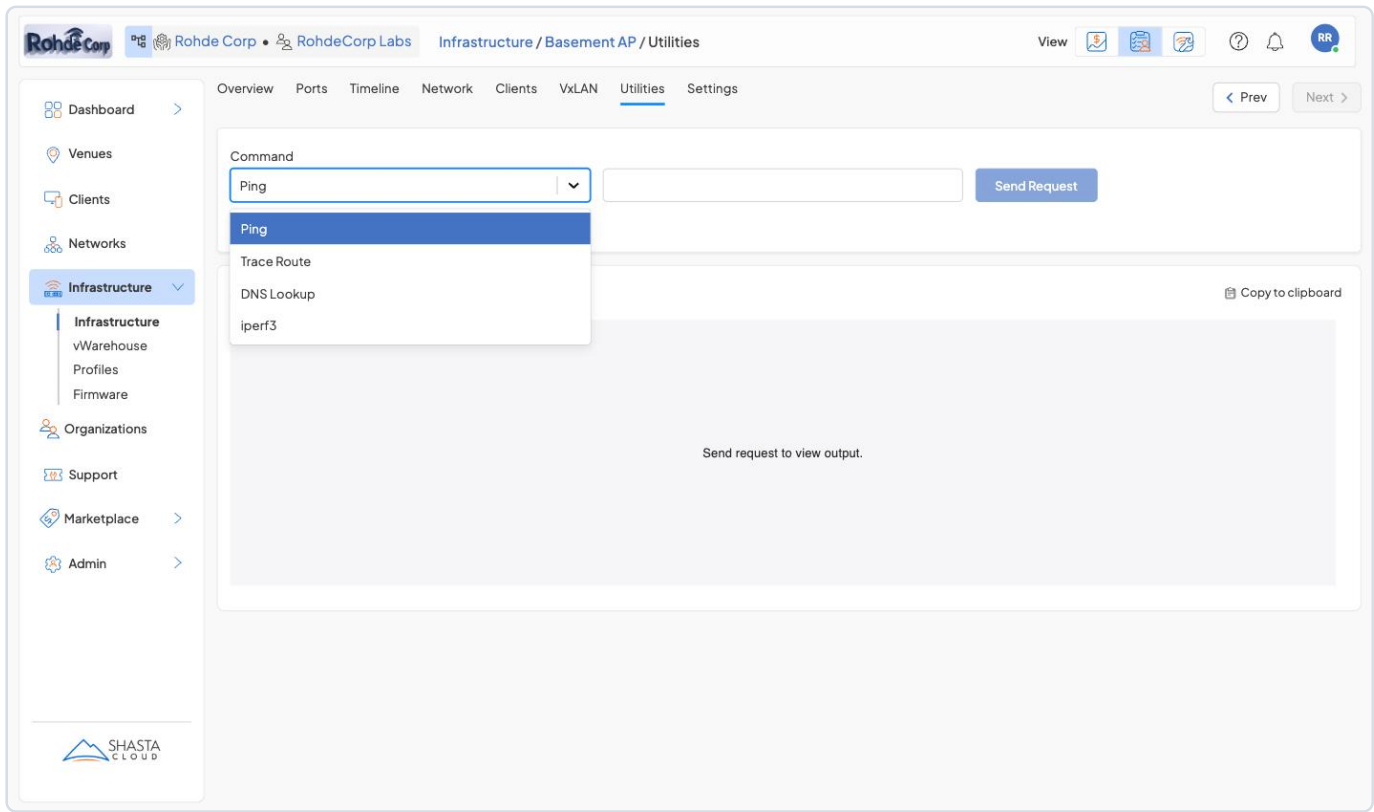 Rohde Corp Rohde Corp • RohdeCorp Labs Infrastructure / Basement AP / Utilities View RR
Overview Ports Timeline Network Clients VxLAN Utilities Settings
Prev Next
Dashboard
Venues
Clients
Networks
Infrastructure
Infrastructure
vWarehouse
Profiles
Firmware
Organizations
Support
Marketplace
Admin
SHASTA
CLOUD
Command
Ping Send Request
Ping
Trace Route
DNS Lookup
iperf3
Copy to clipboard
Send request to view output.